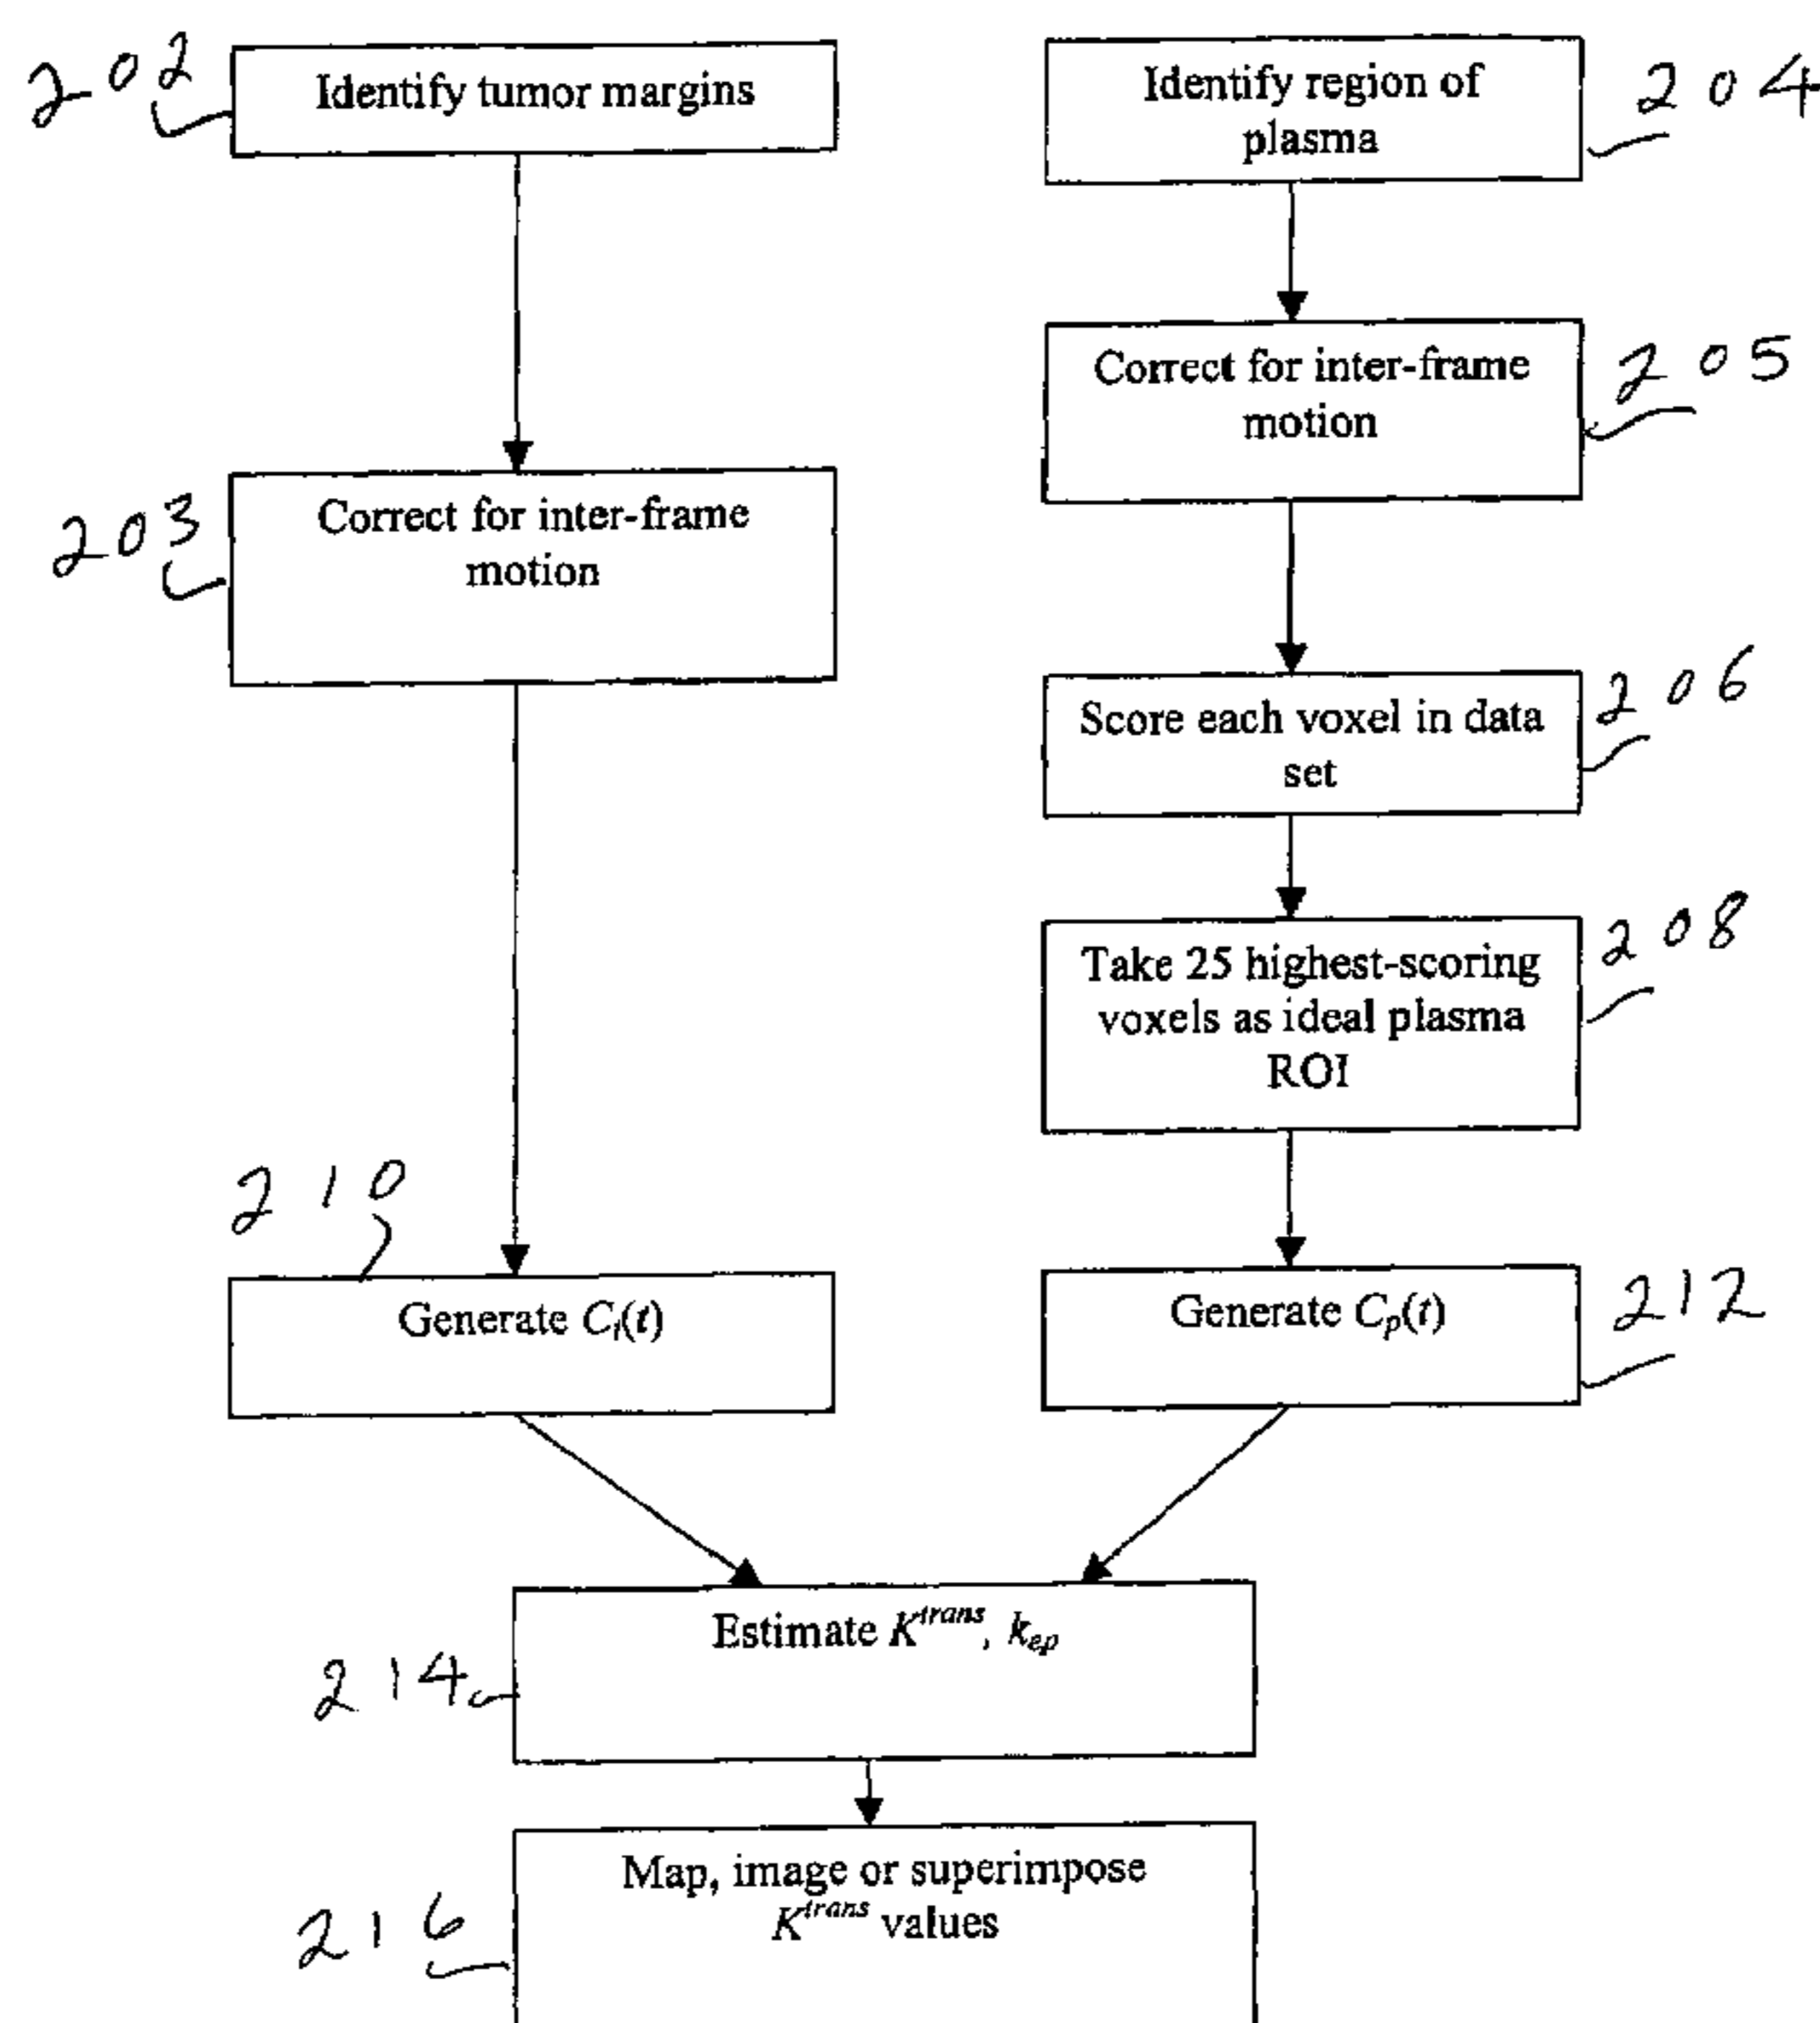 202
Identify tumor margins
Identify region of
plasma
204
Correct for inter-frame
motion
205
203
Correct for inter-frame
motion
Score each voxel in data
set
206
Take 25 highest-scoring
voxels as ideal plasma
ROI
208
210
Generate Ct(t)
Generate Cp(t)
212
Estimate K^trans, kep
214
Map, image or superimpose
K^trans values
216